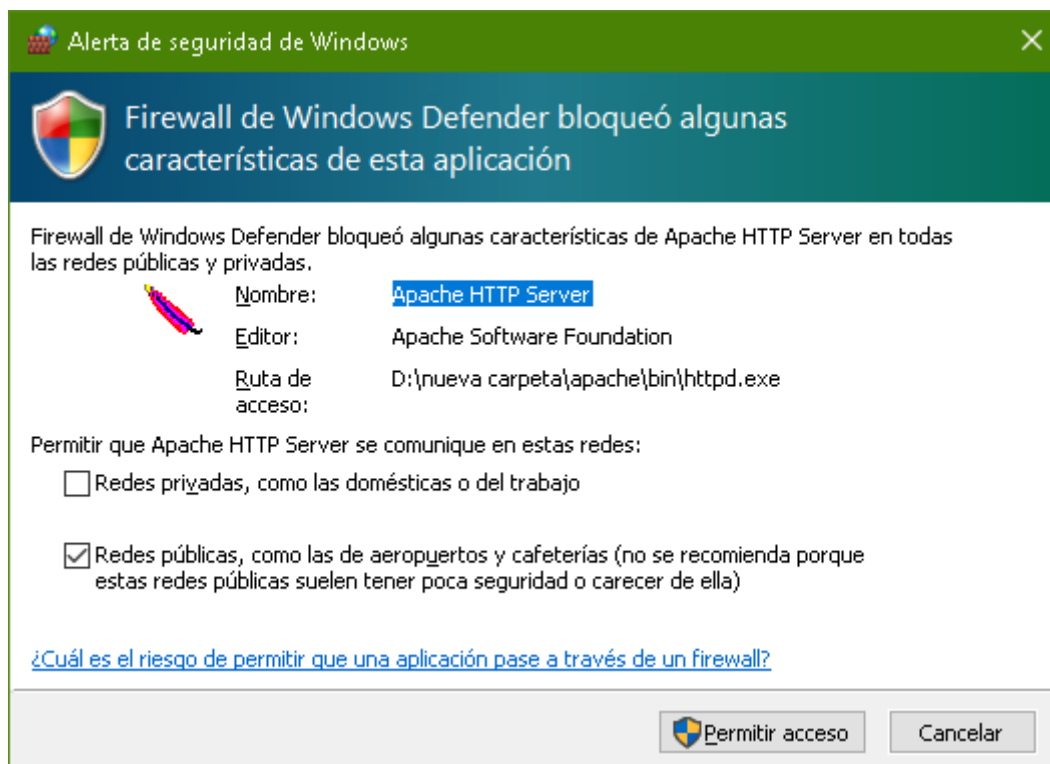 Alerta de seguridad de Windows
Firewall de Windows Defender bloqueó algunas
características de esta aplicación
Firewall de Windows Defender bloqueó algunas características de Apache HTTP Server en todas
las redes públicas y privadas.
Nombre: Apache HTTP Server
Editor: Apache Software Foundation
Ruta de D:\nueva carpeta\apache\bin\httpd.exe
acceso:
Permitir que Apache HTTP Server se comunique en estas redes:
Redes privadas, como las domésticas o del trabajo
Redes públicas, como las de aeropuertos y cafeterías (no se recomienda porque
estas redes públicas suelen tener poca seguridad o carecer de ella)
¿Cuál es el riesgo de permitir que una aplicación pase a través de un firewall?
Permitir acceso Cancelar